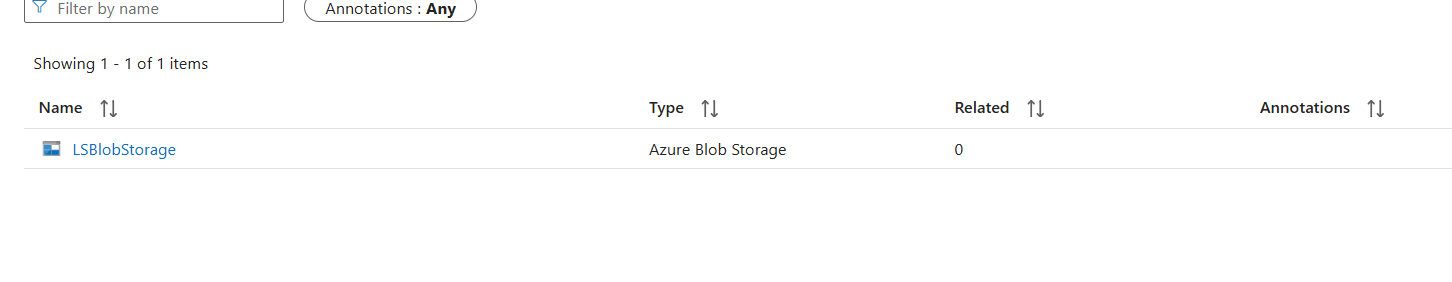 Filter by name
Annotations : Any
Showing 1 - 1 of 1 items
Name Type Related Annotations
LSBlobStorage Azure Blob Storage 0